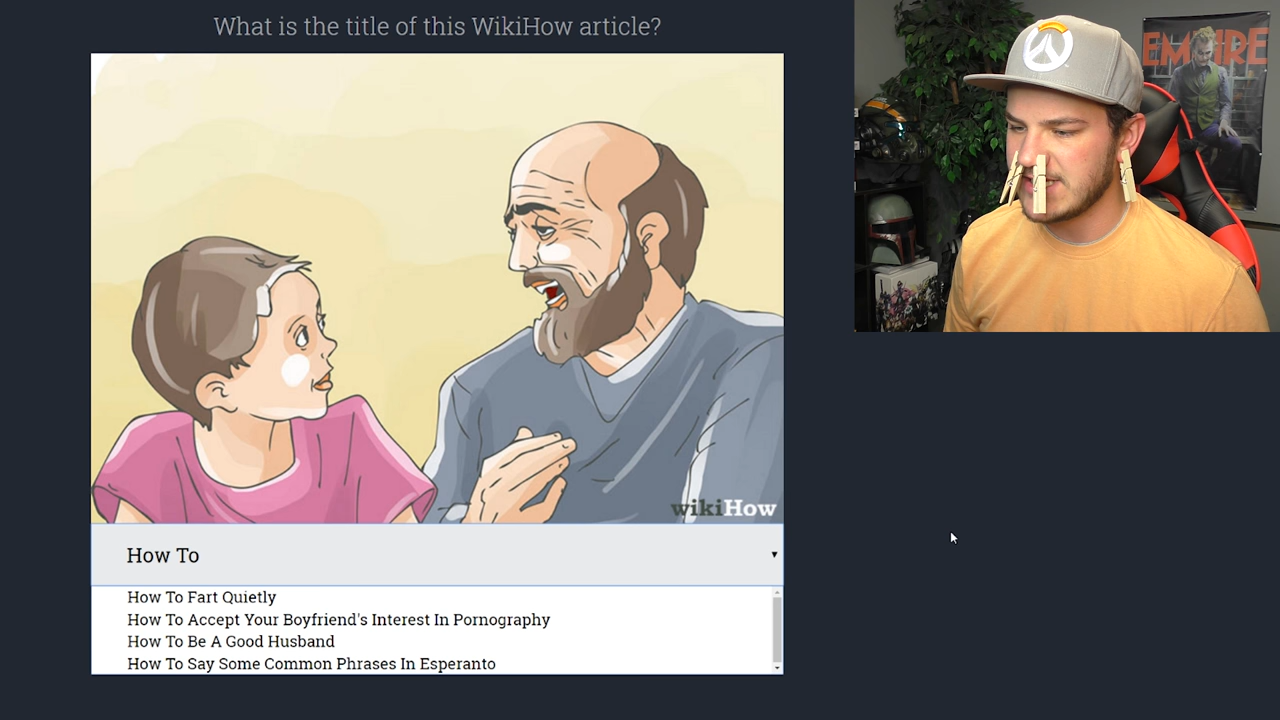 What is the title of this WikiHow article?
EMPIRE
wikiHow
How To
How To Fart Quietly
How To Accept Your Boyfriend's Interest In Pornography
How To Be A Good Husband
How To Say Some Common Phrases In Esperanto